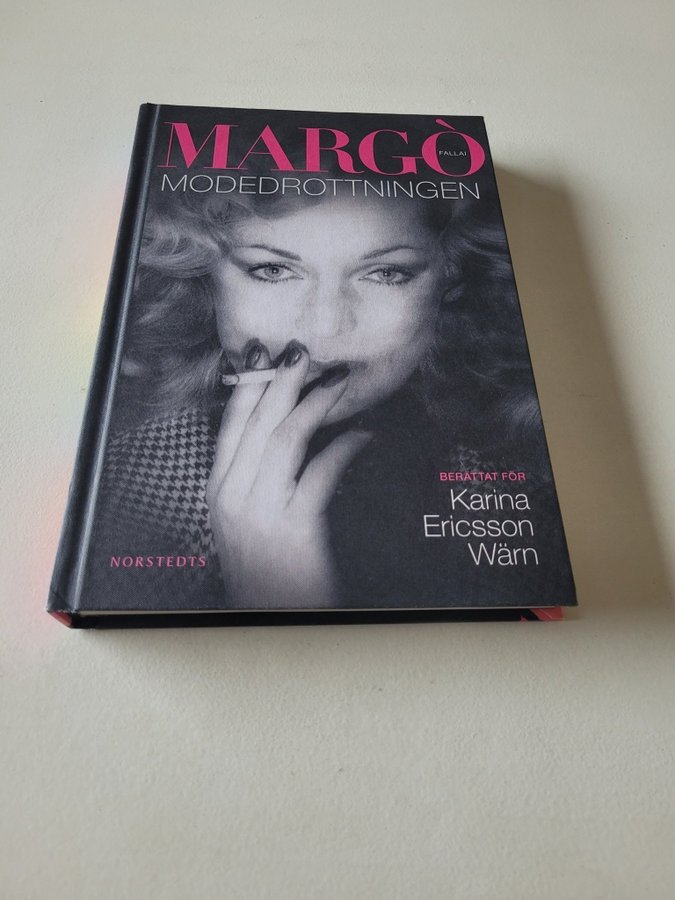 MARGÒ
FALLAI
MODEDROTTNINGEN
BERÄTTAT FÖR
Karina
Ericsson
Wärn
NORSTEDTS